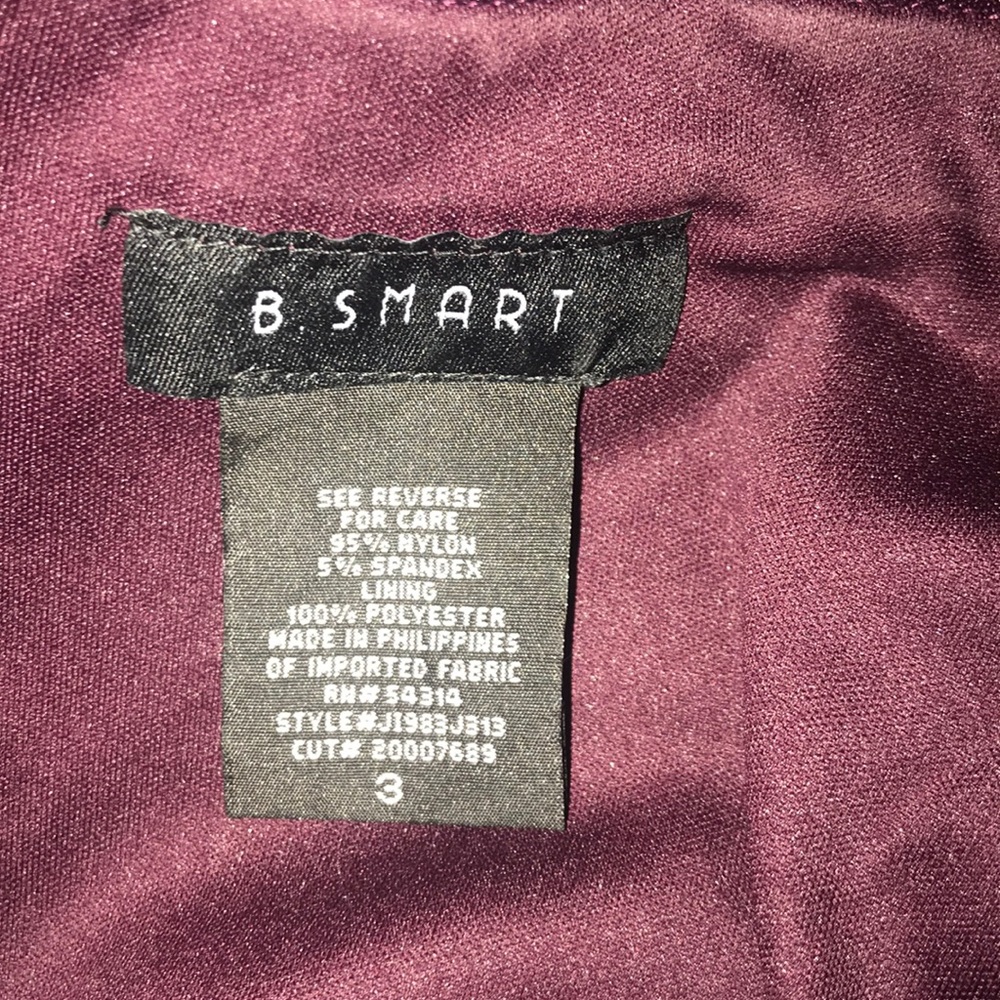 B. SMART
SEE REVERSE
FOR CARE
95% NYLON
5% SPANDEX
LINING
100% POLYESTER
MADE IN PHILIPPINES
OF IMPORTED FABRIC
RN# 54314
STYLE#J1983J313
CUT# 20007689
3